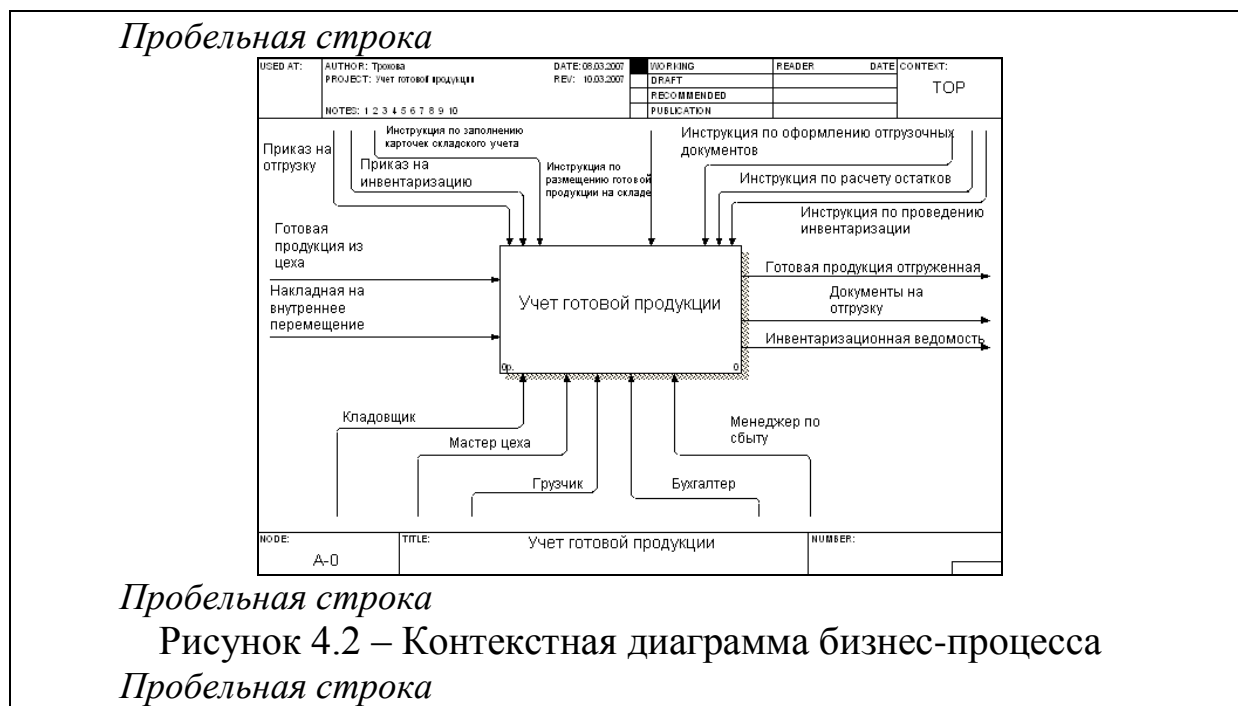 Пробельная строка
USED AT:
AUTHOR: Трокова
DATE: 08.03.2007
WORKING
READER
DATE
CONTEXT:
PROJECT: Учет готовой продукции
REV: 10.03.2007
DRAFT
TOP
RECOMMENDED
NOTES: 1 2 3 4 5 6 7 8 9 10
PUBLICATION
Приказ на
отгрузку
Приказ на
инвентаризацию
Инструкция по заполнению
карточек складского учета
Инструкция по
размещению готовой
продукции на складе
Инструкция по оформлению отгрузочных
документов
Инструкция по расчету остатков
Инструкция по проведению
инвентаризации
Готовая
продукция из
цеха
Накладная на
внутреннее
перемещение
Учет готовой продукции
0р.
0
Готовая продукция отгруженная
Документы на
отгрузку
Инвентаризационная ведомость
Кладовщик
Мастер цеха
Грузчик
Бухгалтер
Менеджер по
сбыту
NODE:
A-0
TITLE:
Учет готовой продукции
NUMBER:
Пробельная строка
Рисунок 4.2 – Контекстная диаграмма бизнес-процесса
Пробельная строка